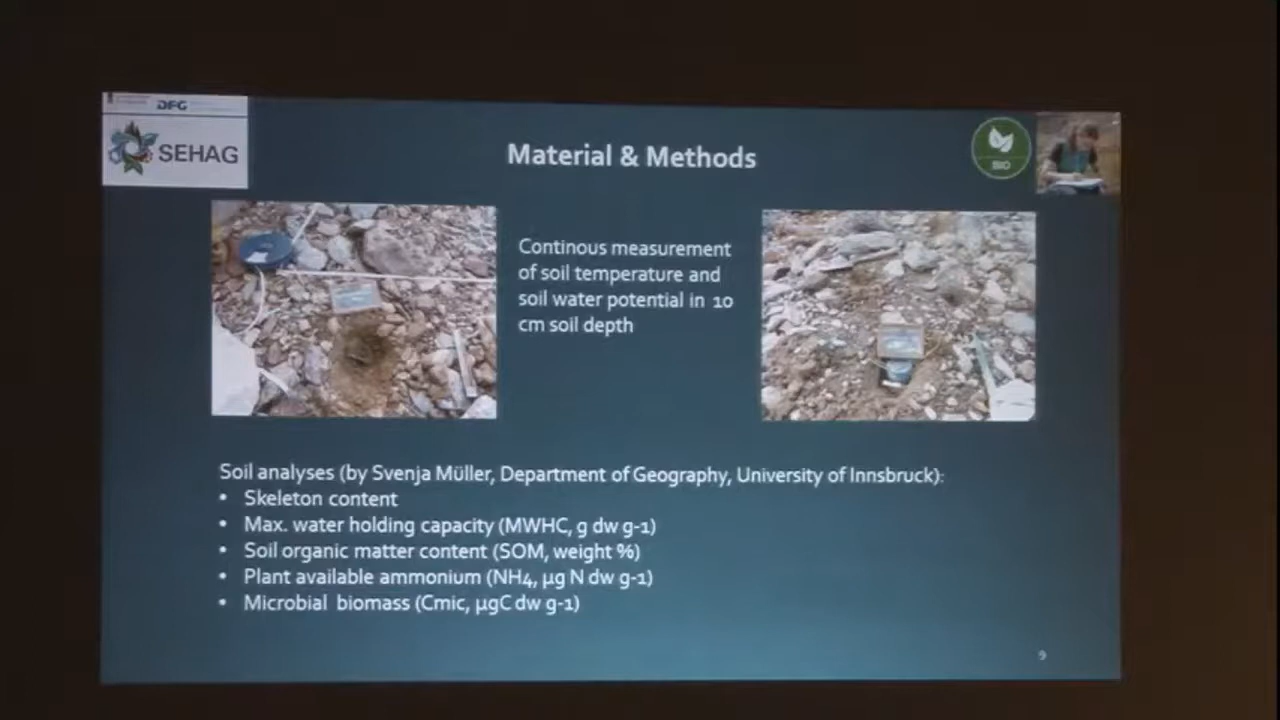 DFG
SEHAG
Material & Methods
BIO
Continous measurement
of soil temperature and
soil water potential in 10
cm soil depth
Soil analyses (by Svenja Müller, Department of Geography, University of Innsbruck):
• Skeleton content
• Max. water holding capacity (MWHC, g dw g-1)
• Soil organic matter content (SOM, weight %)
• Plant available ammonium (NH4, µg N dw g-1)
• Microbial biomass (Cmic, µgC dw g-1)
9